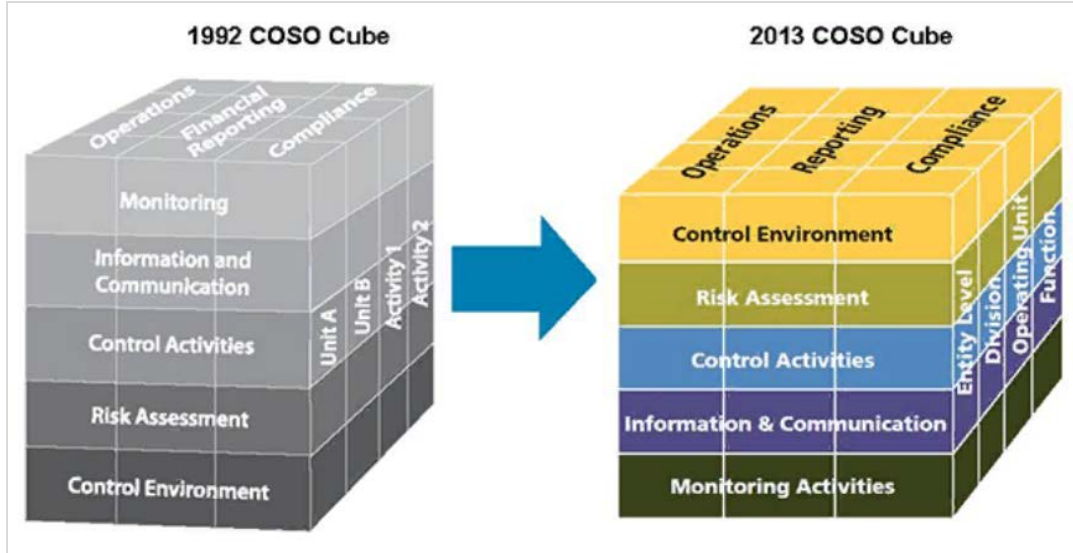 1992 COSO Cube
Operations
Financial
Reporting
Compliance
Monitoring
Information and
Communication
Control Activities
Risk Assessment
Control Environment
Unit A
Unit B
Activity 1
Activity 2
2013 COSO Cube
Operations
Reporting
Compliance
Control Environment
Risk Assessment
Control Activities
Information & Communication
Monitoring Activities
Entity Level
Division
Operating Unit
Function